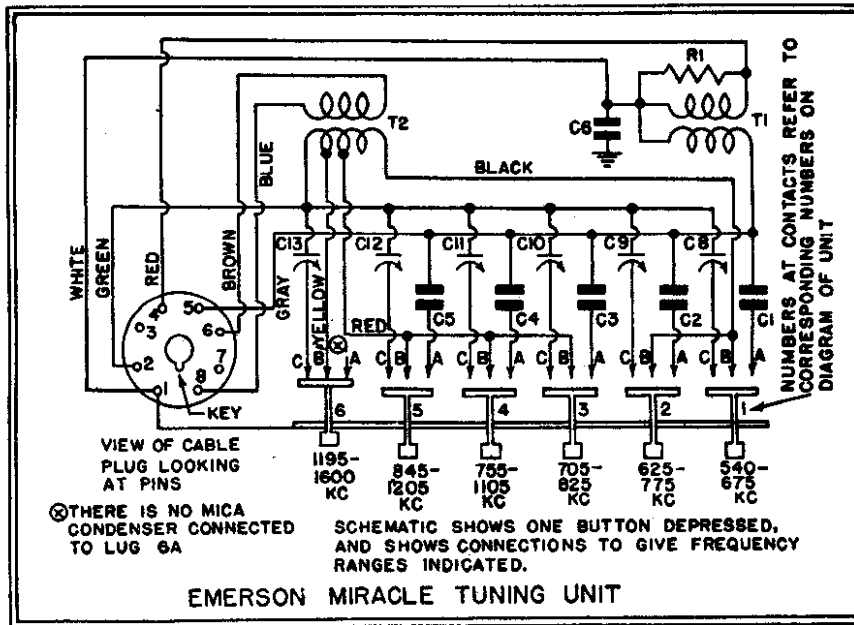 R1
T2
C6
T1
BLACK
BLUE
NUMBERS AT CONTACTS REFER TO
CORRESPONDING NUMBERS ON
DIAGRAM OF UNIT
WHITE
GREEN
RED
BROWN
GRAY
YELLOW
RED
C13 C12 C11 C10 C9 C8
C5 C4 C3 C2 C1
4 5
3 6
2 7
1 8
KEY
C B A C B A C B A C B A C B A C B A
6 5 4 3 2 1
VIEW OF CABLE
PLUG LOOKING
AT PINS
1195-
1600
KC
845-
1205
KC
755-
1105
KC
705-
825
KC
625-
775
KC
540-
675
KC
⊗ THERE IS NO MICA
CONDENSER CONNECTED
TO LUG 6A
SCHEMATIC SHOWS ONE BUTTON DEPRESSED,
AND SHOWS CONNECTIONS TO GIVE FREQUENCY
RANGES INDICATED.
EMERSON MIRACLE TUNING UNIT